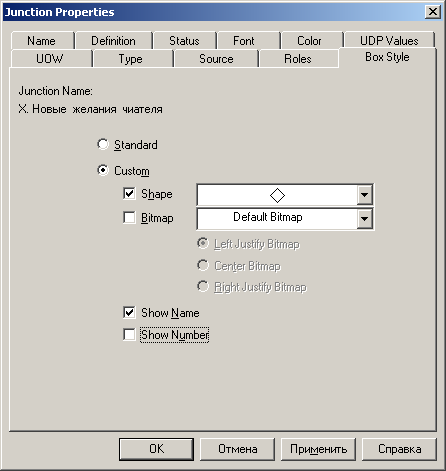 Junction Properties
Name Definition Status Font Color UDP Values
UOW Type Source Roles Box Style
Junction Name:
X. Новые желания чиателя
Standard
Custom
Shape
Bitmap Default Bitmap
Left Justify Bitmap
Center Bitmap
Right Justify Bitmap
Show Name
Show Number
OK Отмена Применить Справка